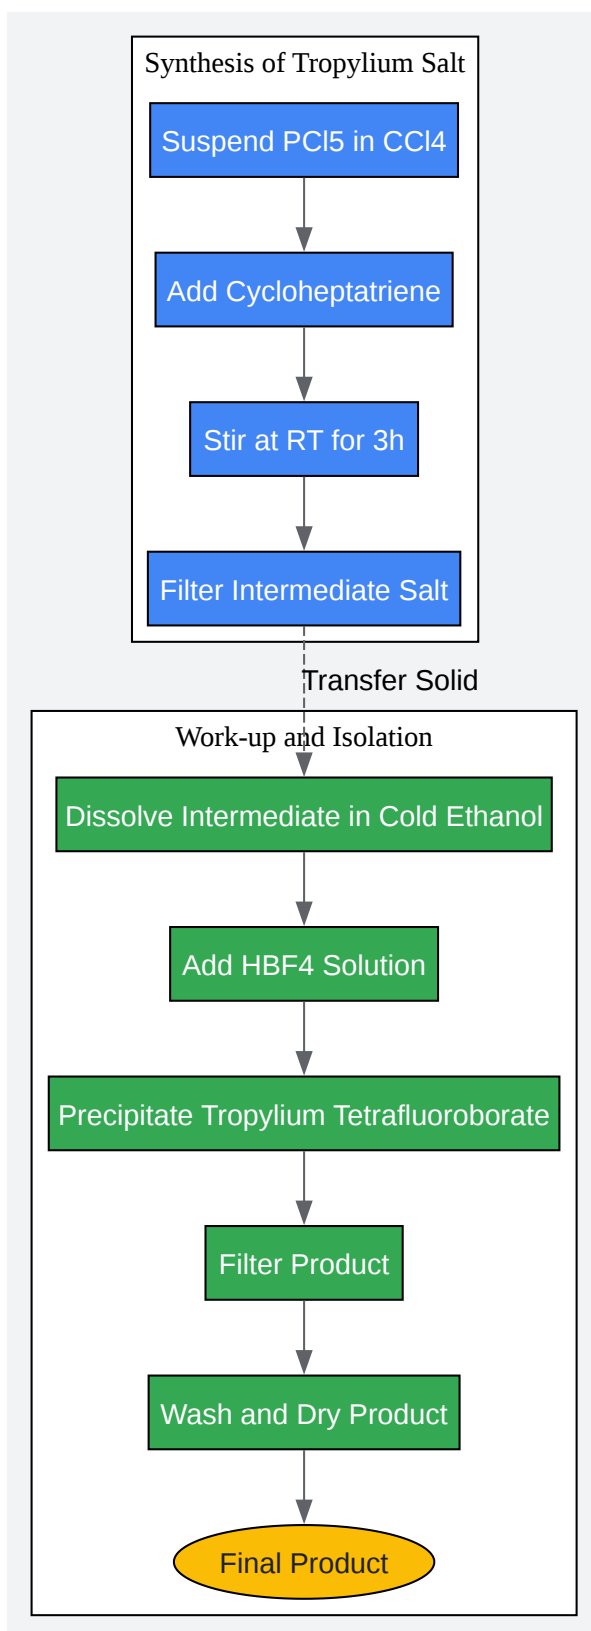 Synthesis of Tropylium Salt
Suspend PCl5 in CCl4
Add Cycloheptatriene
Stir at RT for 3h
Filter Intermediate Salt
Transfer Solid
Work-up and Isolation
Dissolve Intermediate in Cold Ethanol
Add HBF4 Solution
Precipitate Tropylium Tetrafluoroborate
Filter Product
Wash and Dry Product
Final Product